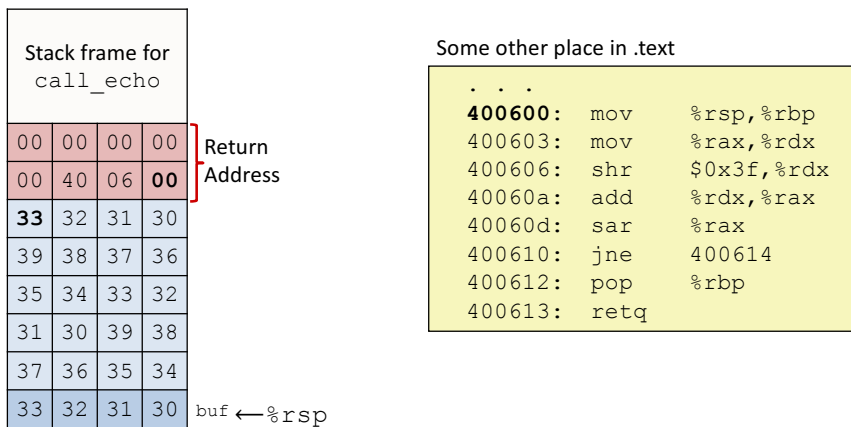 Stack frame for
call_echo
00 00 00 00
00 40 06 00
Return
Address
33 32 31 30
39 38 37 36
35 34 33 32
31 30 39 38
37 36 35 34
33 32 31 30
buf ←%rsp
Some other place in .text
. . .
400600: mov %rsp,%rbp
400603: mov %rax,%rdx
400606: shr $0x3f,%rdx
40060a: add %rdx,%rax
40060d: sar %rax
400610: jne 400614
400612: pop %rbp
400613: retq